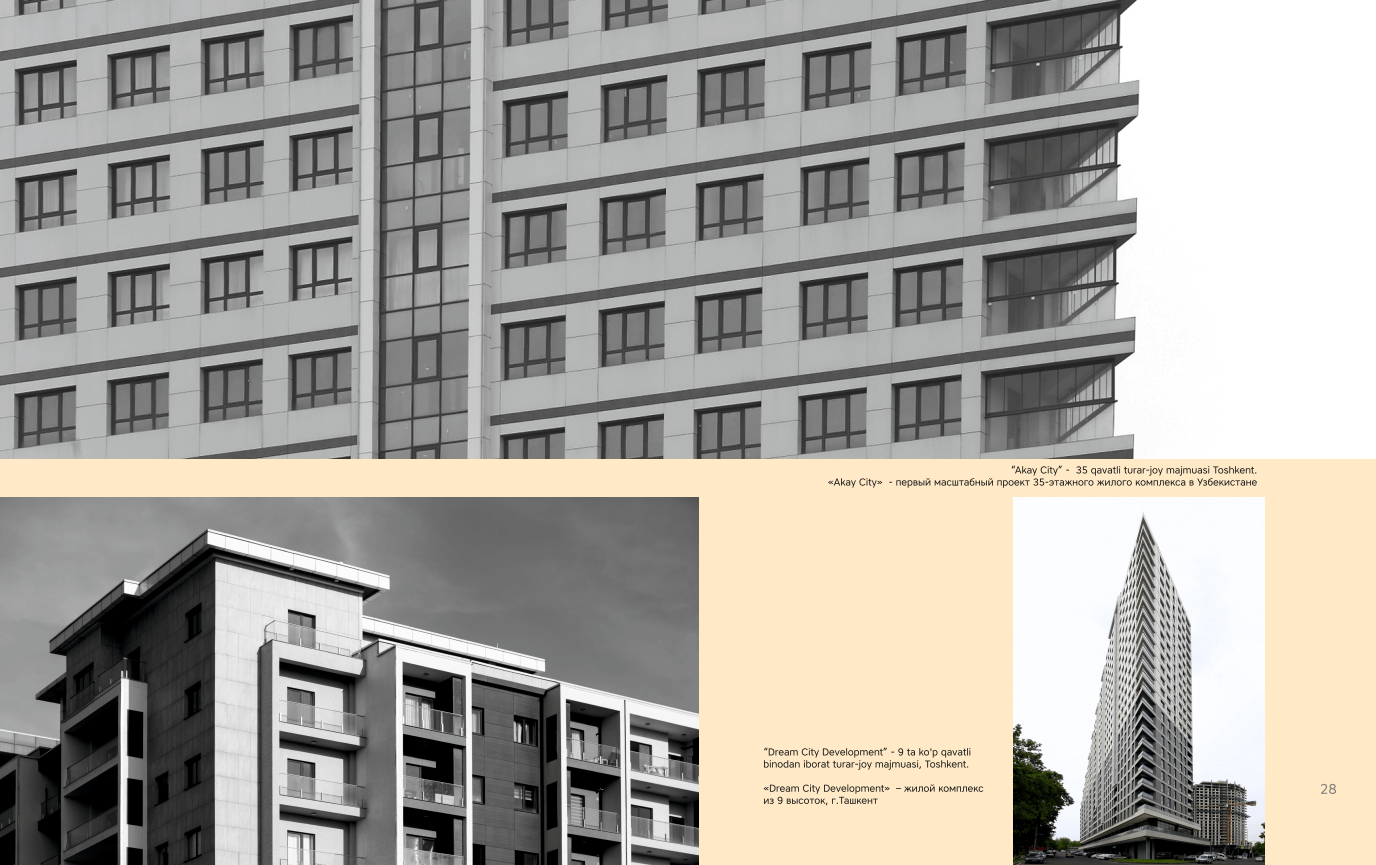 “Akay City” - 35 qavatli turar-joy majmuasi Toshkent.
«Akay City» - первый масштабный проект 35-этажного жилого комплекса в Узбекистане
“Dream City Development” - 9 ta ko'p qavatli
binodan iborat turar-joy majmuasi, Toshkent.
«Dream City Development» – жилой комплекс
из 9 высоток, г.Ташкент
28